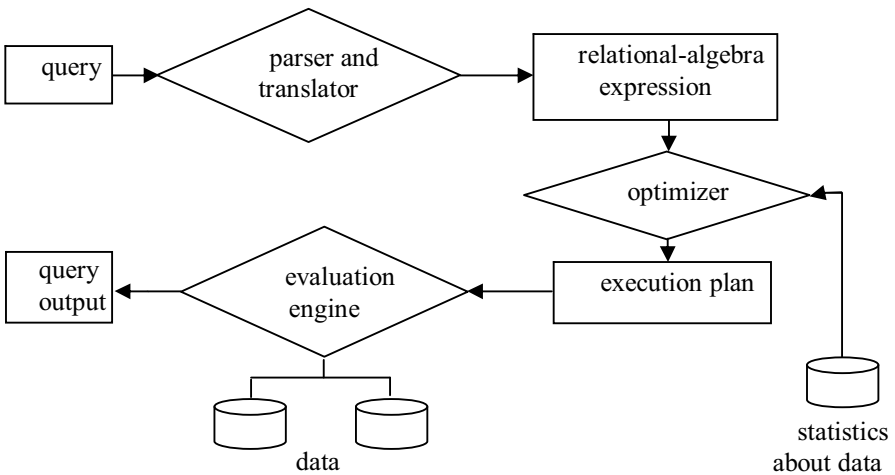 query
parser and
translator
relational-algebra
expression
optimizer
execution plan
evaluation
engine
query
output
data
statistics
about data